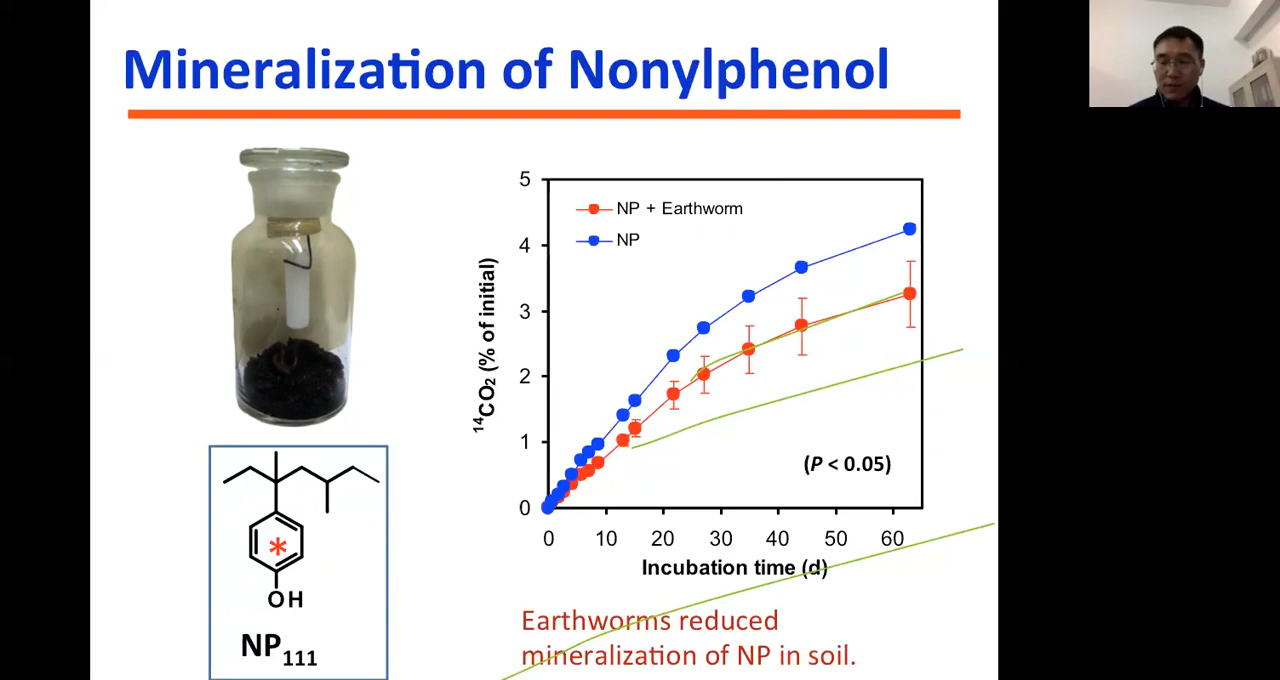 Mineralization of Nonylphenol
5
4
3
2
1
0
¹⁴CO₂ (% of initial)
NP + Earthworm
NP
(P < 0.05)
0 10 20 30 40 50 60
Incubation time (d)
*
OH
NP₁₁₁
Earthworms reduced
mineralization of NP in soil.